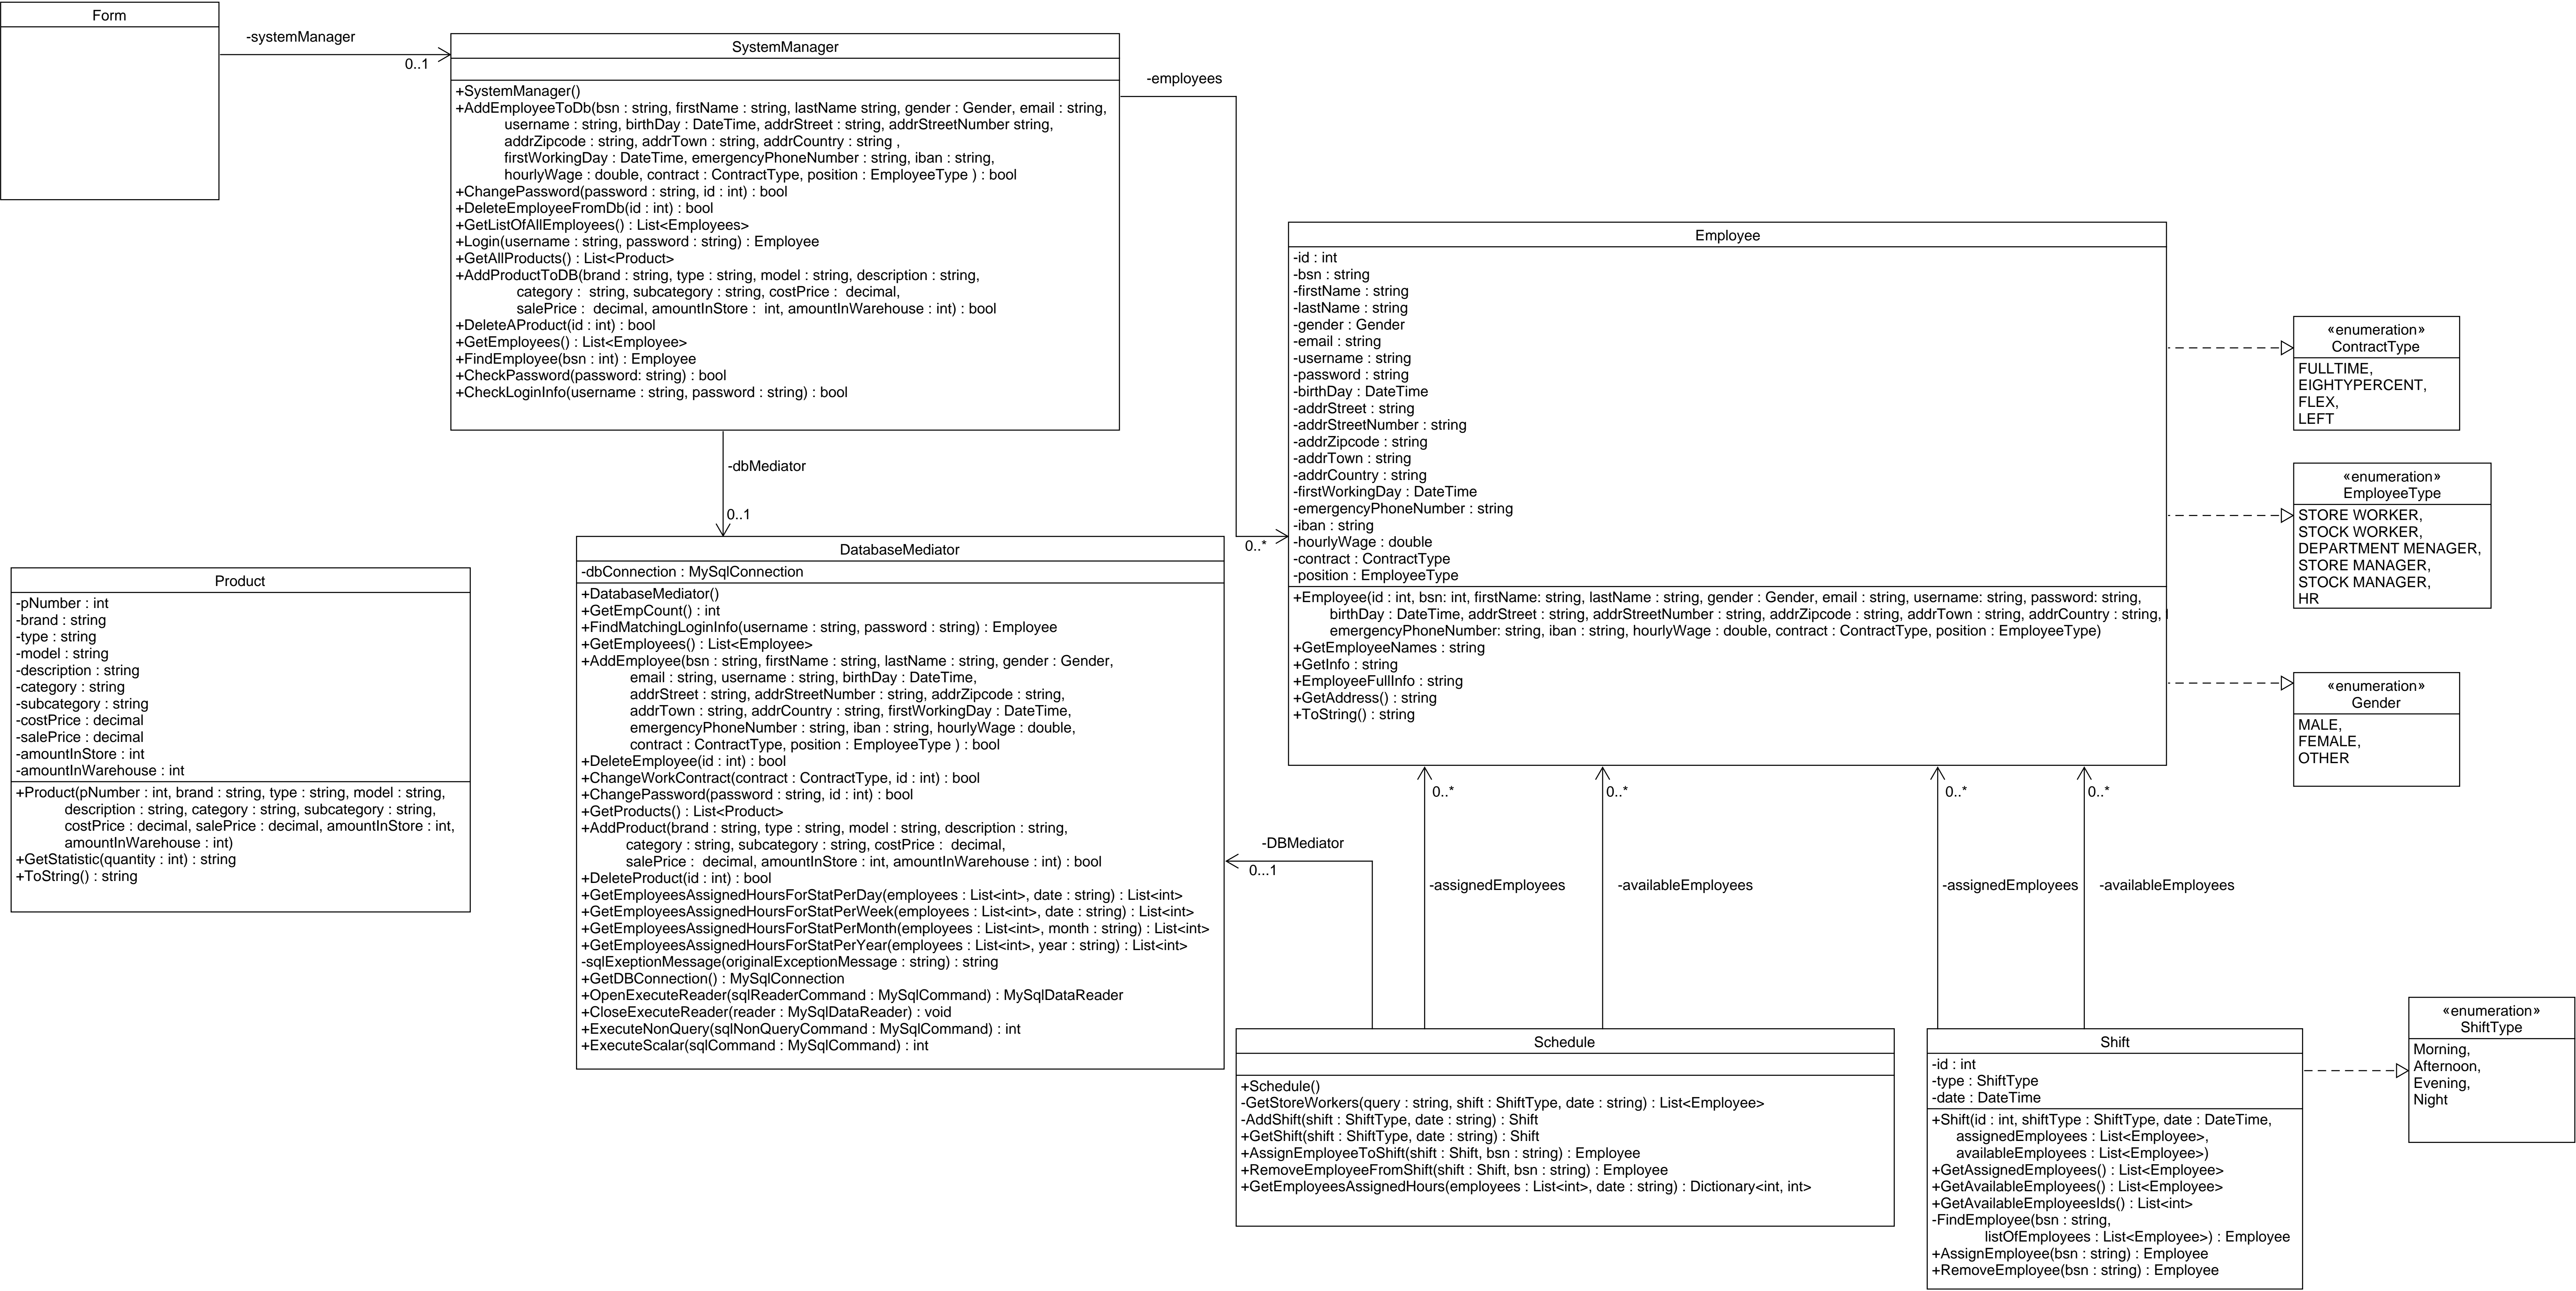 Form
-systemManager
0..1
SystemManager
+SystemManager()
+AddEmployeeToDb(bsn : string, firstName : string, lastName string, gender : Gender, email : string,
username : string, birthDay : DateTime, addrStreet : string, addrStreetNumber string,
addrZipcode : string, addrTown : string, addrCountry : string ,
firstWorkingDay : DateTime, emergencyPhoneNumber : string, iban : string,
hourlyWage : double, contract : ContractType, position : EmployeeType ) : bool
+ChangePassword(password : string, id : int) : bool
+DeleteEmployeeFromDb(id : int) : bool
+GetListOfAllEmployees() : List<Employees>
+Login(username : string, password : string) : Employee
+GetAllProducts() : List<Product>
+AddProductToDB(brand : string, type : string, model : string, description : string,
category :  string, subcategory : string, costPrice :  decimal,
salePrice :  decimal, amountInStore :  int, amountInWarehouse : int) : bool
+DeleteAProduct(id : int) : bool
+GetEmployees() : List<Employee>
+FindEmployee(bsn : int) : Employee
+CheckPassword(password: string) : bool
+CheckLoginInfo(username : string, password : string) : bool
-employees
0..*
-dbMediator
0..1
Employee
-id : int
-bsn : string
-firstName : string
-lastName : string
-gender : Gender
-email : string
-username : string
-password : string
-birthDay : DateTime
-addrStreet : string
-addrStreetNumber : string
-addrZipcode : string
-addrTown : string
-addrCountry : string
-firstWorkingDay : DateTime
-emergencyPhoneNumber : string
-iban : string
-hourlyWage : double
-contract : ContractType
-position : EmployeeType
+Employee(id : int, bsn: int, firstName: string, lastName : string, gender : Gender, email : string, username: string, password: string,
birthDay : DateTime, addrStreet : string, addrStreetNumber : string, addrZipcode : string, addrTown : string, addrCountry : string,
emergencyPhoneNumber: string, iban : string, hourlyWage : double, contract : ContractType, position : EmployeeType)
+GetEmployeeNames : string
+GetInfo : string
+EmployeeFullInfo : string
+GetAddress() : string
+ToString() : string
«enumeration»
ContractType
FULLTIME,
EIGHTYPERCENT,
FLEX,
LEFT
«enumeration»
EmployeeType
STORE WORKER,
STOCK WORKER,
DEPARTMENT MENAGER,
STORE MANAGER,
STOCK MANAGER,
HR
«enumeration»
Gender
MALE,
FEMALE,
OTHER
Product
-pNumber : int
-brand : string
-type : string
-model : string
-description : string
-category : string
-subcategory : string
-costPrice : decimal
-salePrice : decimal
-amountInStore : int
-amountInWarehouse : int
+Product(pNumber : int, brand : string, type : string, model : string,
description : string, category : string, subcategory : string,
costPrice : decimal, salePrice : decimal, amountInStore : int,
amountInWarehouse : int)
+GetStatistic(quantity : int) : string
+ToString() : string
DatabaseMediator
-dbConnection : MySqlConnection
+DatabaseMediator()
+GetEmpCount() : int
+FindMatchingLoginInfo(username : string, password : string) : Employee
+GetEmployees() : List<Employee>
+AddEmployee(bsn : string, firstName : string, lastName : string, gender : Gender,
email : string, username : string, birthDay : DateTime,
addrStreet : string, addrStreetNumber : string, addrZipcode : string,
addrTown : string, addrCountry : string, firstWorkingDay : DateTime,
emergencyPhoneNumber : string, iban : string, hourlyWage : double,
contract : ContractType, position : EmployeeType ) : bool
+DeleteEmployee(id : int) : bool
+ChangeWorkContract(contract : ContractType, id : int) : bool
+ChangePassword(password : string, id : int) : bool
+GetProducts() : List<Product>
+AddProduct(brand : string, type : string, model : string, description : string,
category : string, subcategory : string, costPrice :  decimal,
salePrice :  decimal, amountInStore : int, amountInWarehouse : int) : bool
+DeleteProduct(id : int) : bool
+GetEmployeesAssignedHoursForStatPerDay(employees : List<int>, date : string) : List<int>
+GetEmployeesAssignedHoursForStatPerWeek(employees : List<int>, date : string) : List<int>
+GetEmployeesAssignedHoursForStatPerMonth(employees : List<int>, month : string) : List<int>
+GetEmployeesAssignedHoursForStatPerYear(employees : List<int>, year : string) : List<int>
-sqlExeptionMessage(originalExceptionMessage : string) : string
+GetDBConnection() : MySqlConnection
+OpenExecuteReader(sqlReaderCommand : MySqlCommand) : MySqlDataReader
+CloseExecuteReader(reader : MySqlDataReader) : void
+ExecuteNonQuery(sqlNonQueryCommand : MySqlCommand) : int
+ExecuteScalar(sqlCommand : MySqlCommand) : int
-DBMediator
0...1
0..*
-assignedEmployees
0..*
-availableEmployees
0..*
-assignedEmployees
0..*
-availableEmployees
Schedule
+Schedule()
-GetStoreWorkers(query : string, shift : ShiftType, date : string) : List<Employee>
-AddShift(shift : ShiftType, date : string) : Shift
+GetShift(shift : ShiftType, date : string) : Shift
+AssignEmployeeToShift(shift : Shift, bsn : string) : Employee
+RemoveEmployeeFromShift(shift : Shift, bsn : string) : Employee
+GetEmployeesAssignedHours(employees : List<int>, date : string) : Dictionary<int, int>
Shift
-id : int
-type : ShiftType
-date : DateTime
+Shift(id : int, shiftType : ShiftType, date : DateTime,
assignedEmployees : List<Employee>,
availableEmployees : List<Employee>)
+GetAssignedEmployees() : List<Employee>
+GetAvailableEmployees() : List<Employee>
+GetAvailableEmployeesIds() : List<int>
-FindEmployee(bsn : string,
listOfEmployees : List<Employee>) : Employee
+AssignEmployee(bsn : string) : Employee
+RemoveEmployee(bsn : string) : Employee
«enumeration»
ShiftType
Morning,
Afternoon,
Evening,
Night